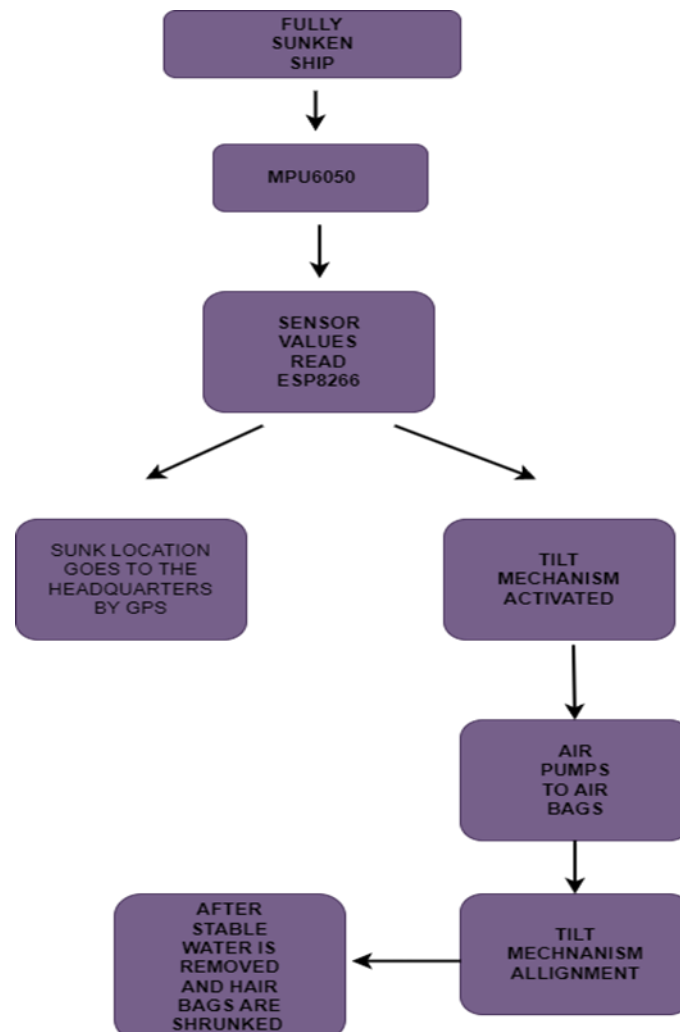 FULLY
SUNKEN
SHIP
MPU6050
SENSOR
VALUES
READ
ESP8266
SUNK LOCATION
GOES TO THE
HEADQUARTERS
BY GPS
TILT
MECHANISM
ACTIVATED
AIR
PUMPS
TO AIR
BAGS
TILT
MECHNANISM
ALLIGNMENT
AFTER
STABLE
WATER IS
REMOVED
AND HAIR
BAGS ARE
SHRUNKED